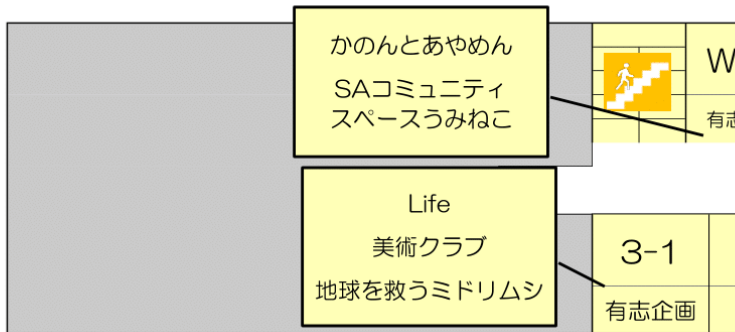 かのんとあやめん
SAコミュニティ
スペースうみねこ
W
有志
Life
美術クラブ
地球を救うミドリムシ
3-1
有志企画